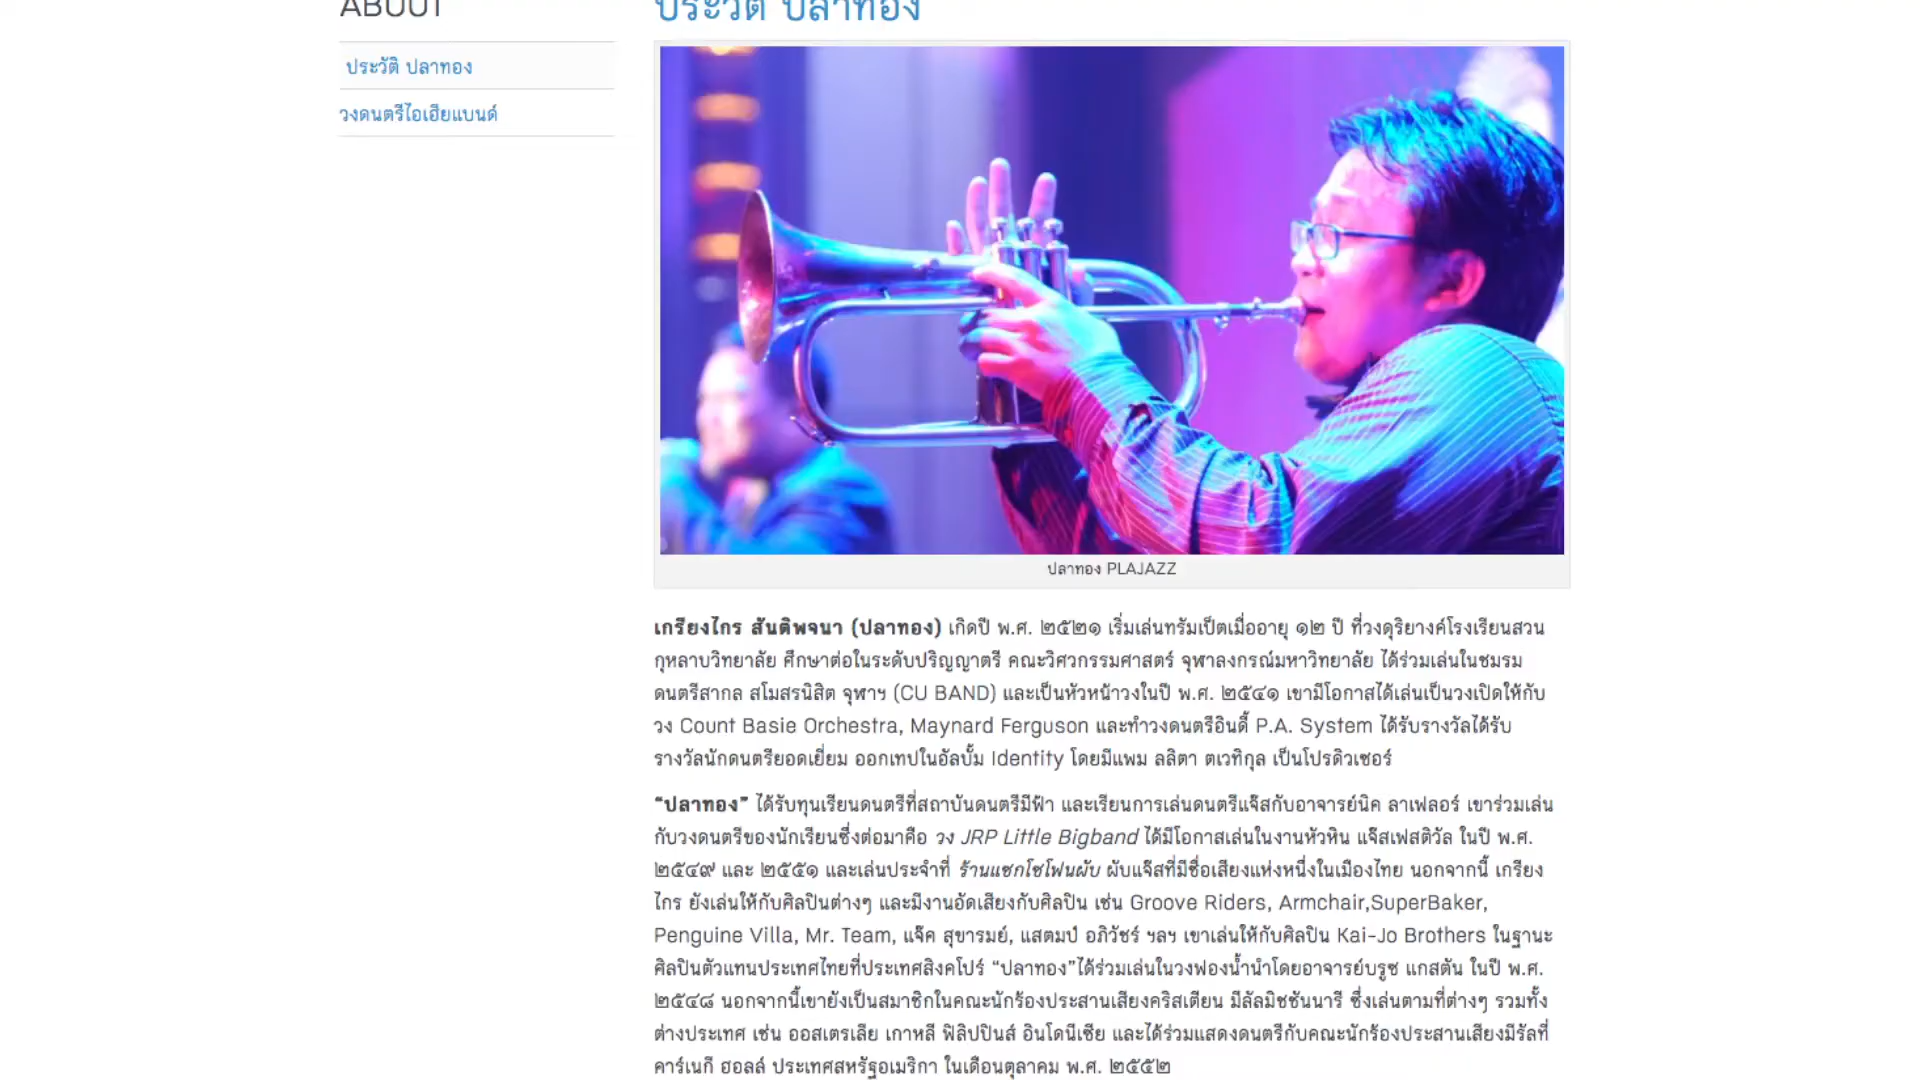 ABOUT
ประวัติ ปลาทอง
ประวัติ ปลาทอง
วงดนตรีไอเฮียแบนด์
ปลาทอง PLAJAZZ
เกรียงไกร สันติพจนา (ปลาทอง) เกิดปี พ.ศ. ๒๕๒๑ เริ่มเล่นทรัมเป็ตเมื่ออายุ ๑๒ ปี ที่วงดุริยางค์โรงเรียนสวน
กุหลาบวิทยาลัย ศึกษาต่อในระดับปริญญาตรี คณะวิศวกรรมศาสตร์ จุฬาลงกรณ์มหาวิทยาลัย ได้ร่วมเล่นในชมรม
ดนตรีสากล สโมสรนิสิต จุฬาฯ (CU BAND) และเป็นหัวหน้าวงในปี พ.ศ. ๒๕๔๑ เขามีโอกาสได้เล่นเป็นวงเปิดให้กับ
วง Count Basie Orchestra, Maynard Ferguson และทำวงดนตรีอินดี้ P.A. System ได้รับรางวัลได้รับ
รางวัลนักดนตรียอดเยี่ยม ออกเทปในอัลบั้ม Identity โดยมีแพม ลลิตา ตเวทิกุล เป็นโปรดิวเซอร์
“ปลาทอง” ได้รับทุนเรียนดนตรีที่สถาบันดนตรีมีฟ้า และเรียนการเล่นดนตรีแจ๊สกับอาจารย์นิค ลาเฟลอร์ เขาร่วมเล่น
กับวงดนตรีของนักเรียนซึ่งต่อมาคือ วง JRP Little Bigband ได้มีโอกาสเล่นในงานหัวหิน แจ๊สเฟสติวัล ในปี พ.ศ.
๒๕๔๙ และ ๒๕๕๑ และเล่นประจำที่ ร้านแซกโซโฟนผับ ผับแจ๊สที่มีชื่อเสียงแห่งหนึ่งในเมืองไทย นอกจากนี้ เกรียง
ไกร ยังเล่นให้กับศิลปินต่างๆ และมีงานอัดเสียงกับศิลปิน เช่น Groove Riders, Armchair,SuperBaker,
Penguine Villa, Mr. Team, แจ๊ค สุขารมย์, แสตมป์ อภิวัชร์ ฯลฯ เขาเล่นให้กับศิลปิน Kai-Jo Brothers ในฐานะ
ศิลปินตัวแทนประเทศไทยที่ประเทศสิงคโปร์ “ปลาทอง”ได้ร่วมเล่นในวงฟองน้ำนำโดยอาจารย์บรูซ แกสตัน ในปี พ.ศ.
๒๕๔๘ นอกจากนี้เขายังเป็นสมาชิกในคณะนักร้องประสานเสียงคริสเตียน มีลัลมิชชันนารี ซึ่งเล่นตามที่ต่างๆ รวมทั้ง
ต่างประเทศ เช่น ออสเตรเลีย เกาหลี ฟิลิปปินส์ อินโดนีเซีย และได้ร่วมแสดงดนตรีกับคณะนักร้องประสานเสียงมีรัลที่
คาร์เนกี ฮอลล์ ประเทศสหรัฐอเมริกา ในเดือนตุลาคม พ.ศ. ๒๕๕๒